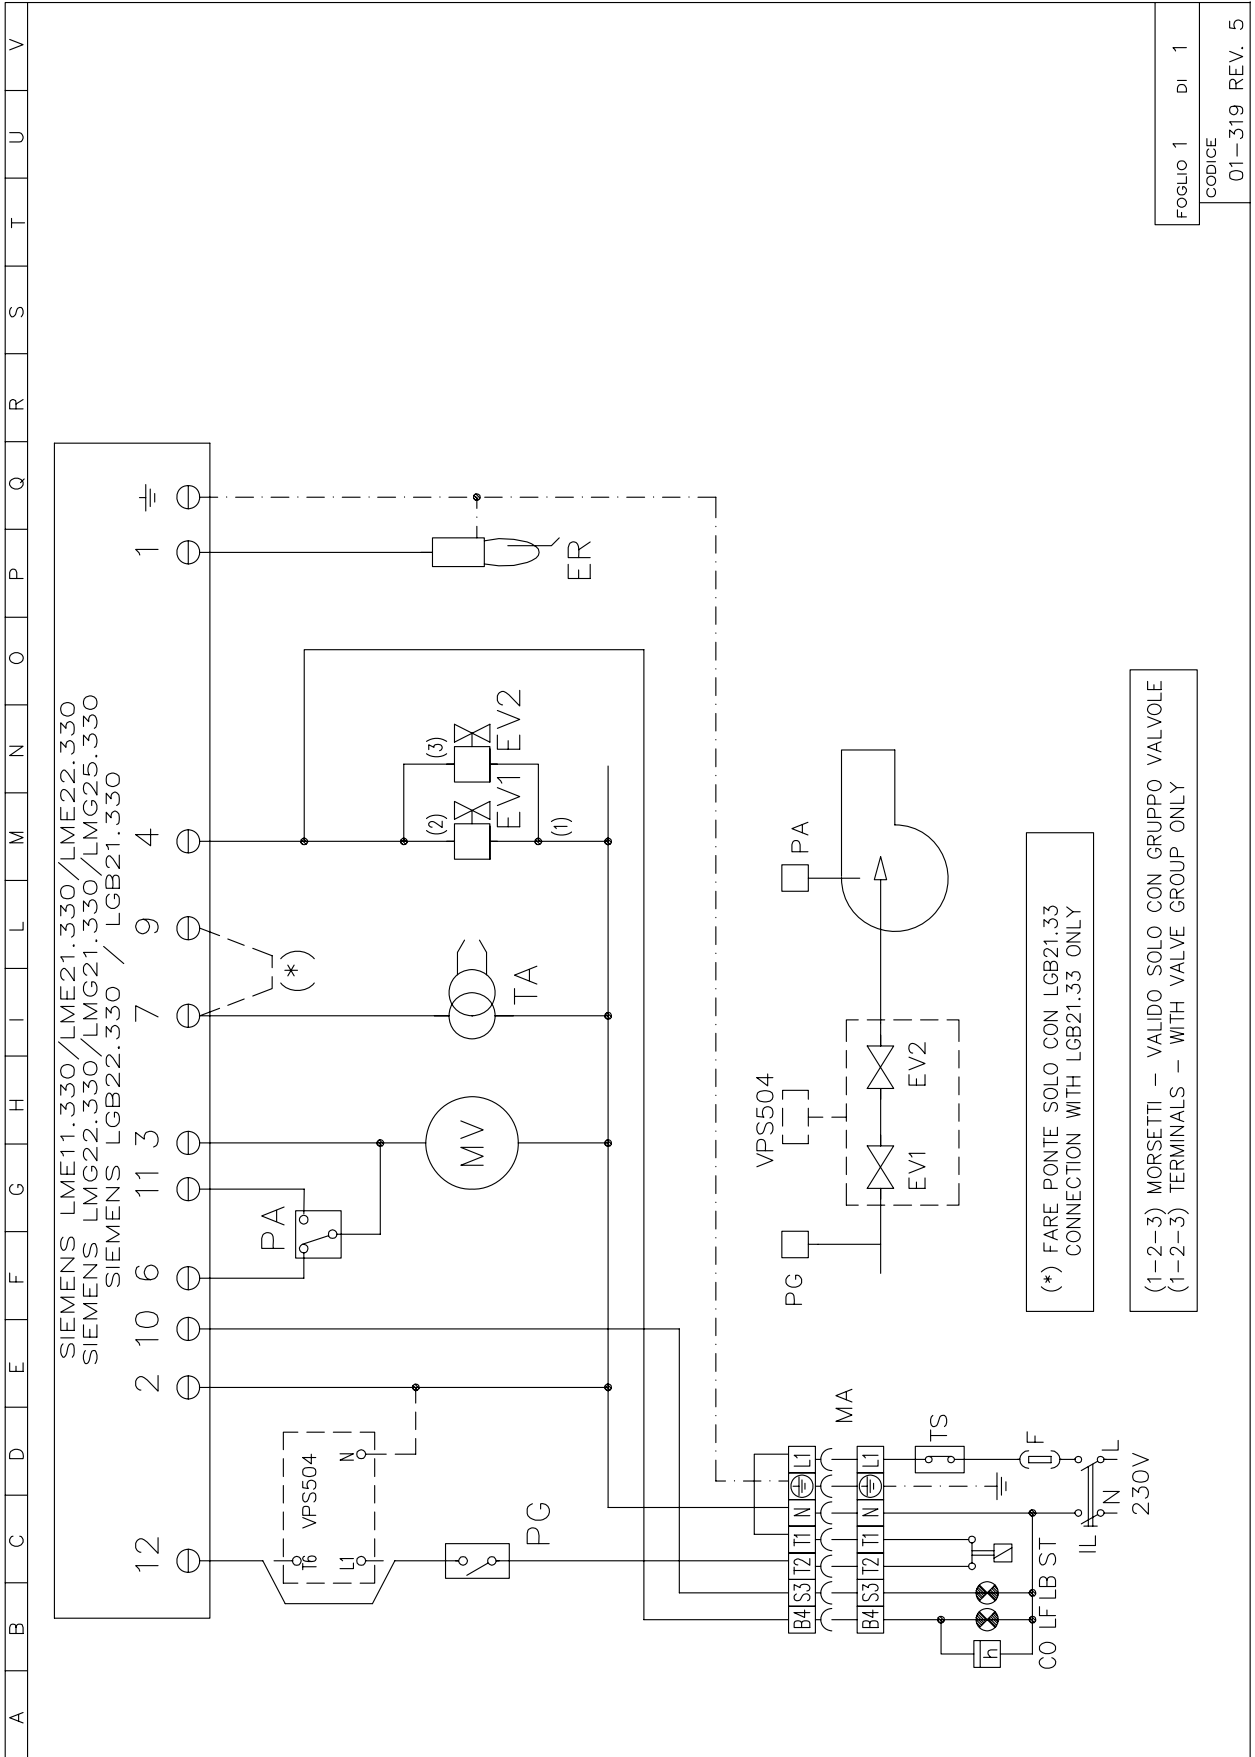 A B C D E F G H I L M N O P Q R S T U V
SIEMENS LME11.330/LME21.330/LME22.330
SIEMENS LMG22.330/LMG21.330/LMG25.330
SIEMENS LGB22.330 / LGB21.330
12 2 10 6 11 3 7 9 4 1
VPS504
T6 L1 N
PG
PA
MV
(*)
TA
(2) (3)
EV1 EV2
(1)
ER
B4 S3 T2 T1 N L1
MA
B4 S3 T2 T1 N L1
TS
h
F
CO LF LB ST
IL
N L
230V
VPS504
PG
EV1 EV2
PA
(*) FARE PONTE SOLO CON LGB21.33
CONNECTION WITH LGB21.33 ONLY
(1-2-3) MORSETTI - VALIDO SOLO CON GRUPPO VALVOLE
(1-2-3) TERMINALS - WITH VALVE GROUP ONLY
FOGLIO 1 DI 1
CODICE
01-319 REV. 5